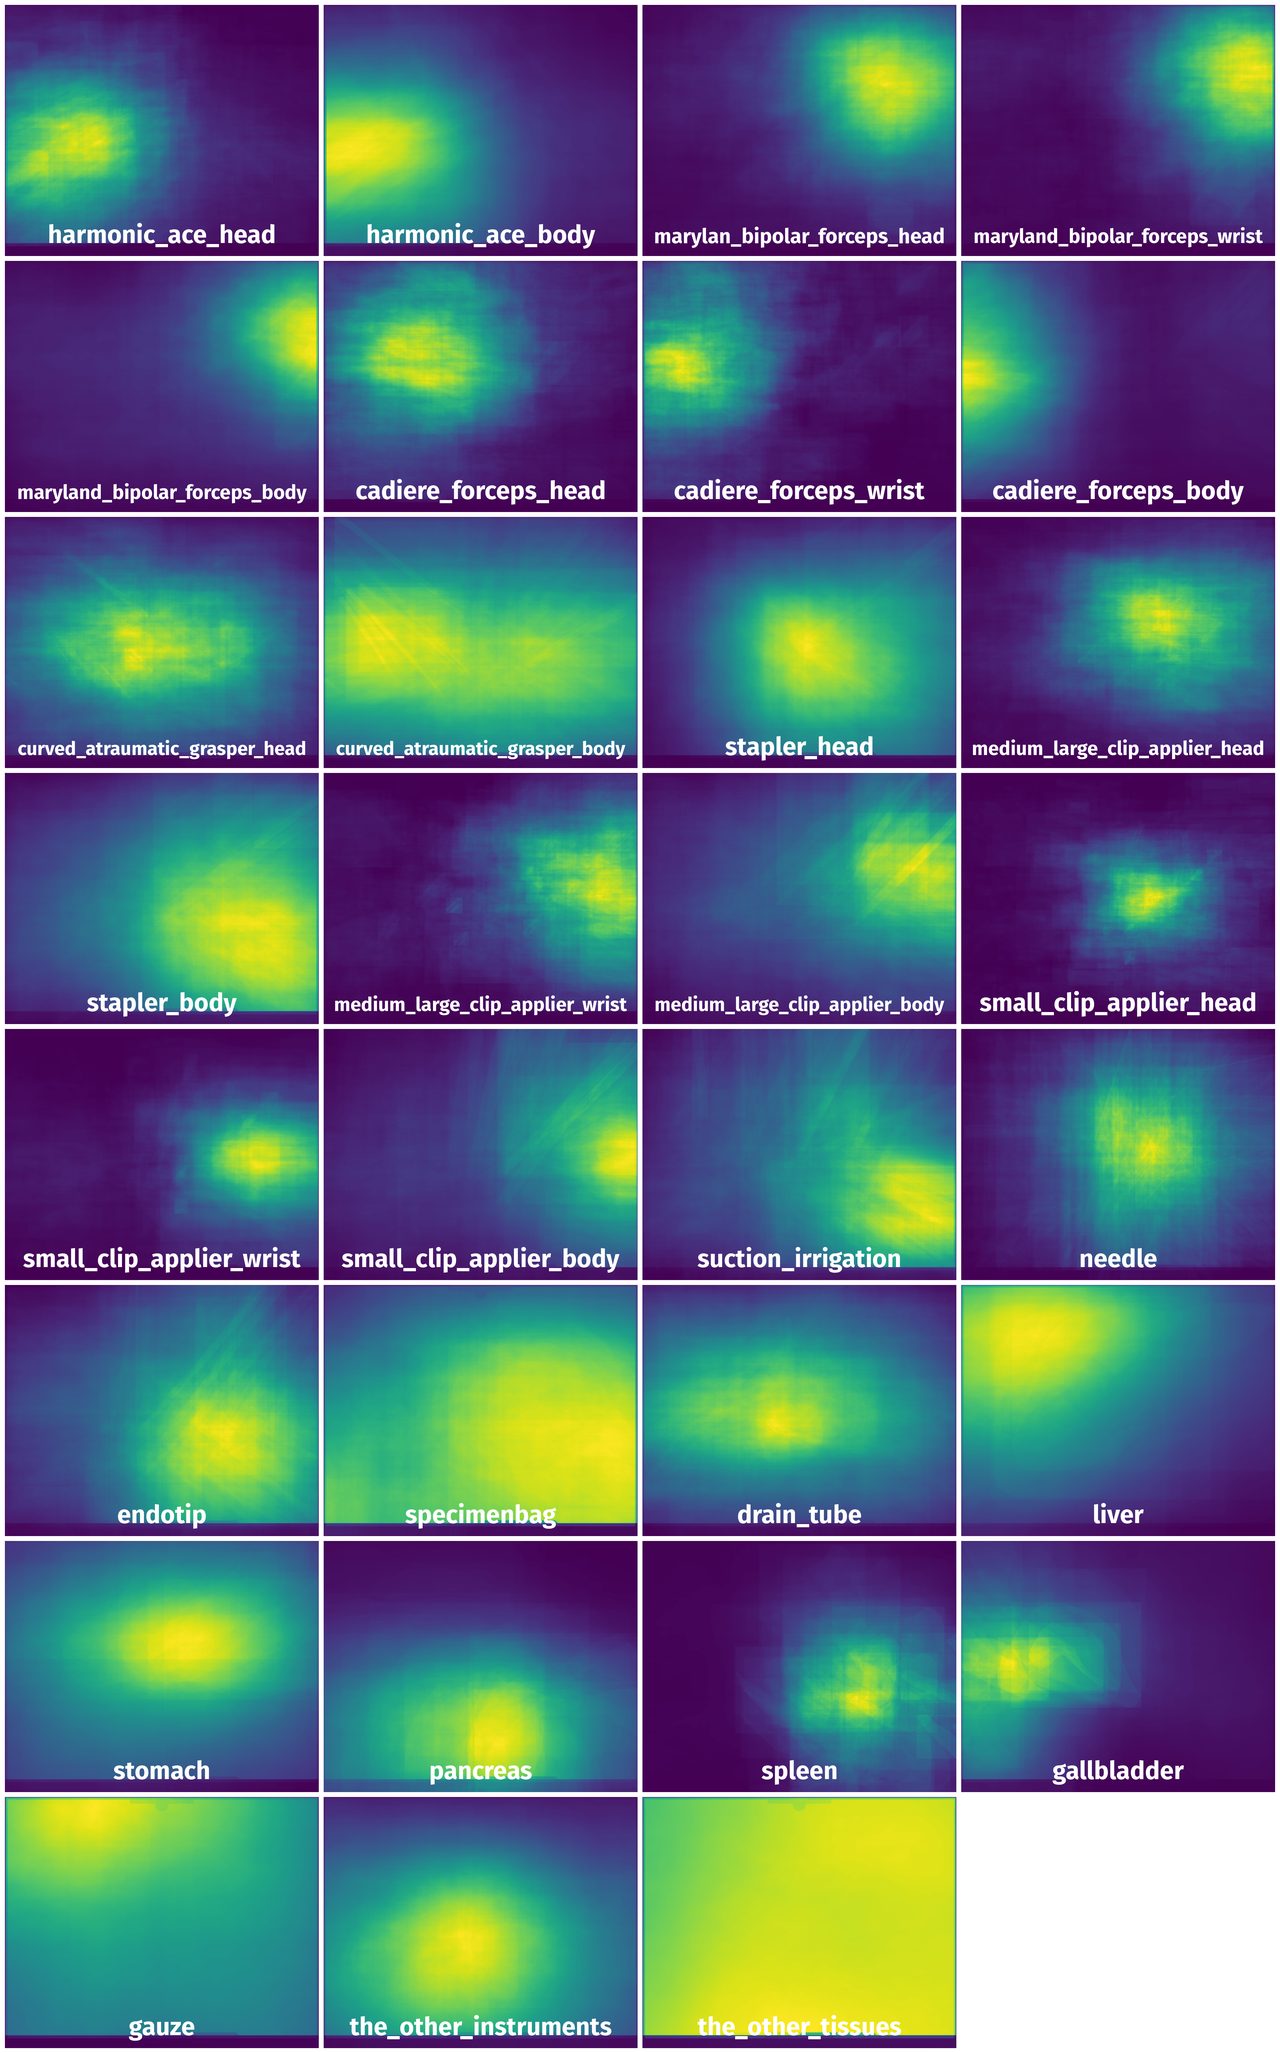 harmonic_ace_head
harmonic_ace_body
marylan_bipolar_forceps_head
maryland_bipolar_forceps_wrist
maryland_bipolar_forceps_body
cadiere_forceps_head
cadiere_forceps_wrist
cadiere_forceps_body
curved_atraumatic_grasper_head
curved_atraumatic_grasper_body
stapler_head
medium_large_clip_applier_head
stapler_body
medium_large_clip_applier_wrist
medium_large_clip_applier_body
small_clip_applier_head
small_clip_applier_wrist
small_clip_applier_body
suction_irrigation
needle
endotip
specimenbag
drain_tube
liver
stomach
pancreas
spleen
gallbladder
gauze
the_other_instruments
the_other_tissues